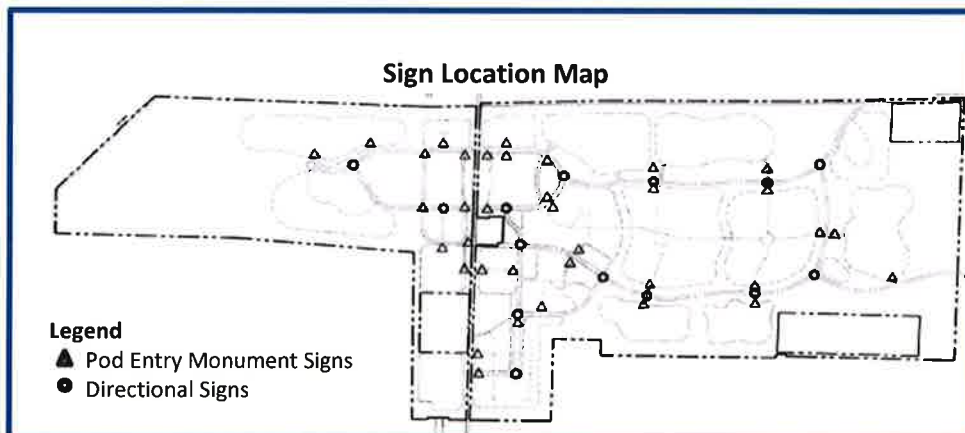 Sign Location Map
Legend
Pod Entry Monument Signs
Directional Signs